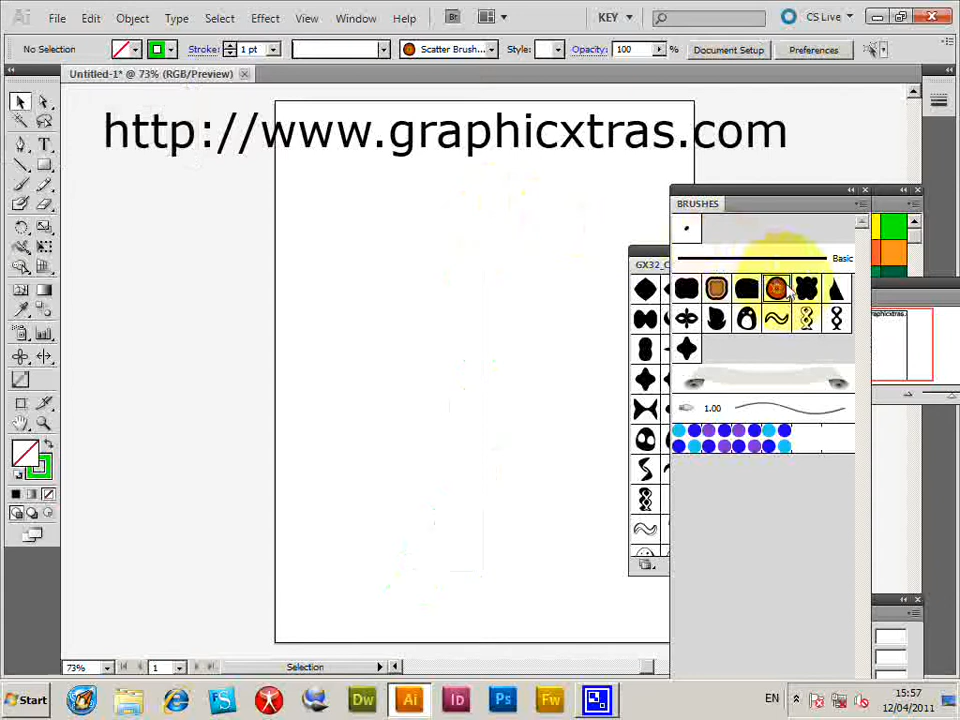 Ai File Edit Object Type Select Effect View Window Help Br KEY CS Live
No Selection Stroke: 1 pt Scatter Brush... Style: Opacity: 100 % Document Setup Preferences
Untitled-1* @ 73% (RGB/Preview)
http://www.graphicxtras.com
BRUSHES
Basic
GX32_C
T
1.00
73% 1 Selection
Start Dw Ai Id Ps Fw EN 15:57
12/04/2011